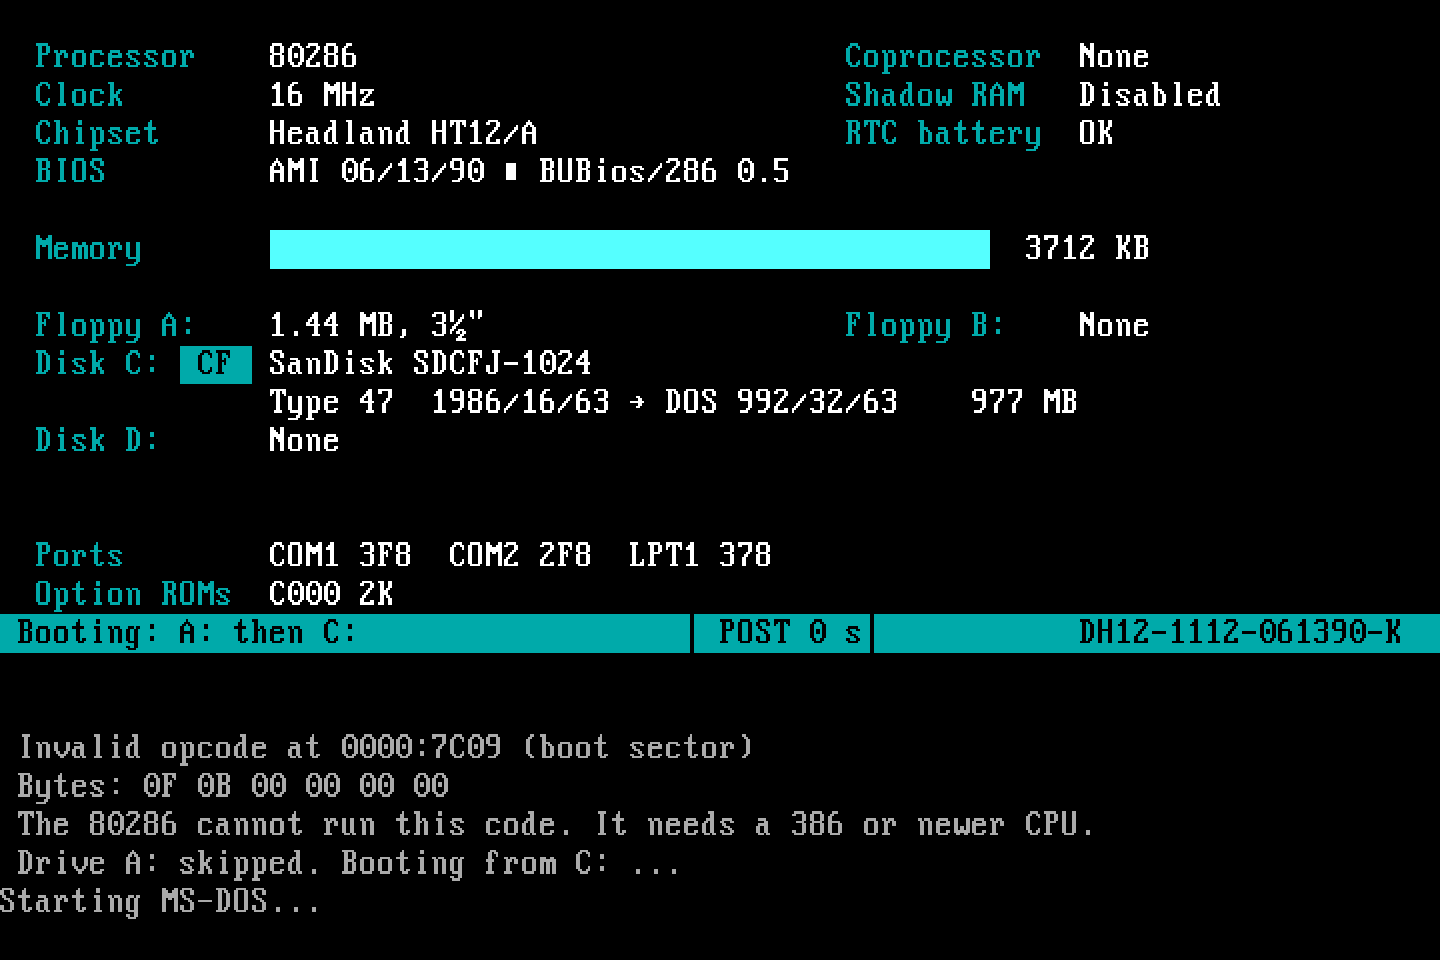 Processor 80286 Coprocessor None
Clock 16 MHz Shadow RAM Disabled
Chipset Headland HT12/A RTC battery OK
BIOS AMI 06/13/90 ■ BUBios/286 0.5
Memory 3712 KB
Floppy A: 1.44 MB, 3½" Floppy B: None
Disk C: CF SanDisk SDCFJ-1024
Type 47 1986/16/63 → DOS 992/32/63 977 MB
Disk D: None
Ports COM1 3F8 COM2 2F8 LPT1 378
Option ROMs C000 2K
Booting: A: then C: POST 0 s DH12-1112-061390-K
Invalid opcode at 0000:7C09 (boot sector)
Bytes: 0F 0B 00 00 00 00
The 80286 cannot run this code. It needs a 386 or newer CPU.
Drive A: skipped. Booting from C: ...
Starting MS-DOS...